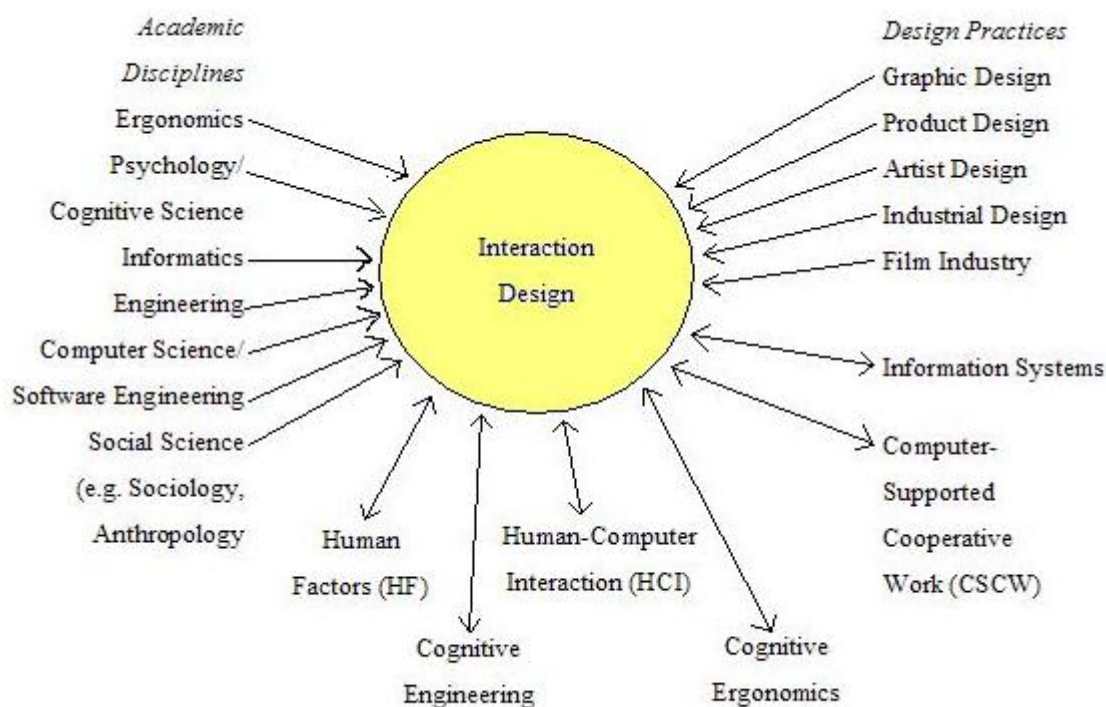 Academic
Disciplines
Ergonomics
Psychology/
Cognitive Science
Informatics
Engineering
Computer Science/
Software Engineering
Social Science
(e.g. Sociology,
Anthropology
Interaction
Design
Design Practices
Graphic Design
Product Design
Artist Design
Industrial Design
Film Industry
Information Systems
Computer-
Supported
Cooperative
Work (CSCW)
Human
Factors (HF)
Human-Computer
Interaction (HCI)
Cognitive
Engineering
Cognitive
Ergonomics